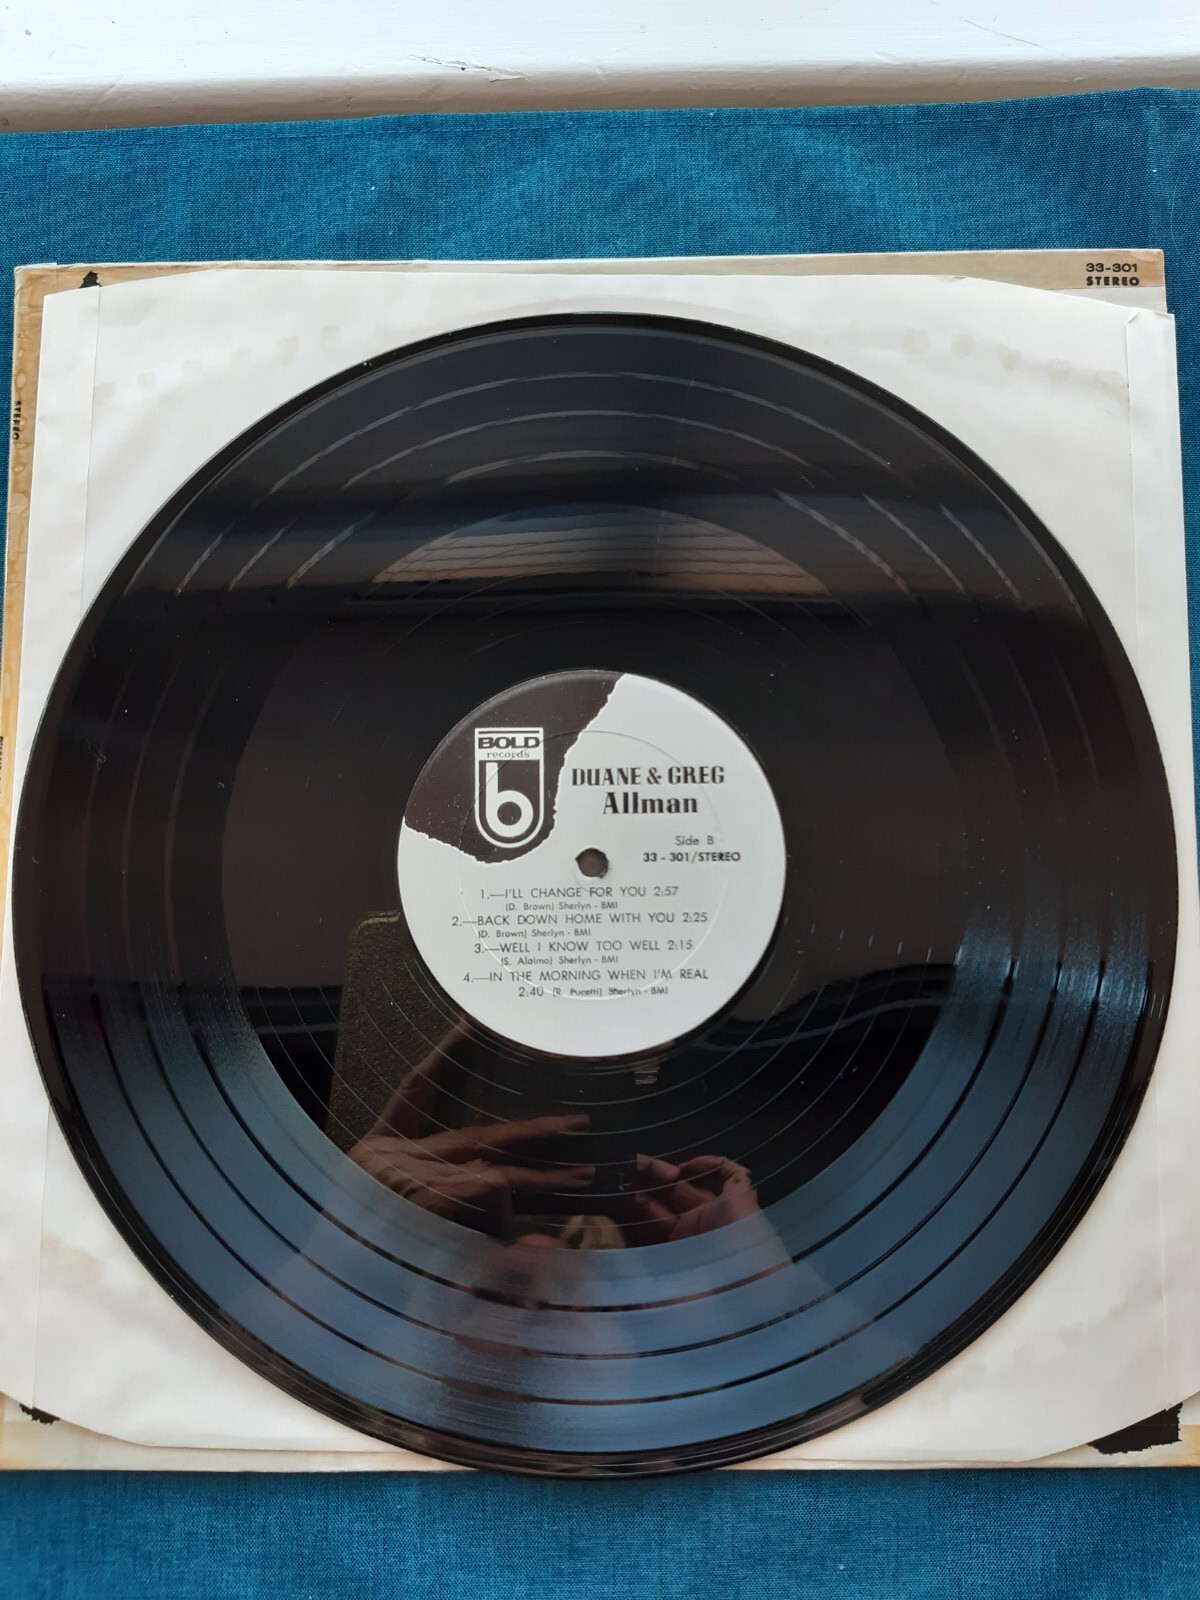 33-301
STEREO
STEREO
BOLD
records
b
DUANE & GREG
Allman
Side B
33 - 301/STEREO
1.—I'LL CHANGE FOR YOU 2:57
(D. Brown) Sherlyn - BMI
2.—BACK DOWN HOME WITH YOU 2:25
(D. Brown) Sherlyn - BMI
3.—WELL I KNOW TOO WELL 2:15
(S. Alaimo) Sherlyn - BMI
4.—IN THE MORNING WHEN I'M REAL
2:40 (R. Pucetti) Sherlyn - BMI